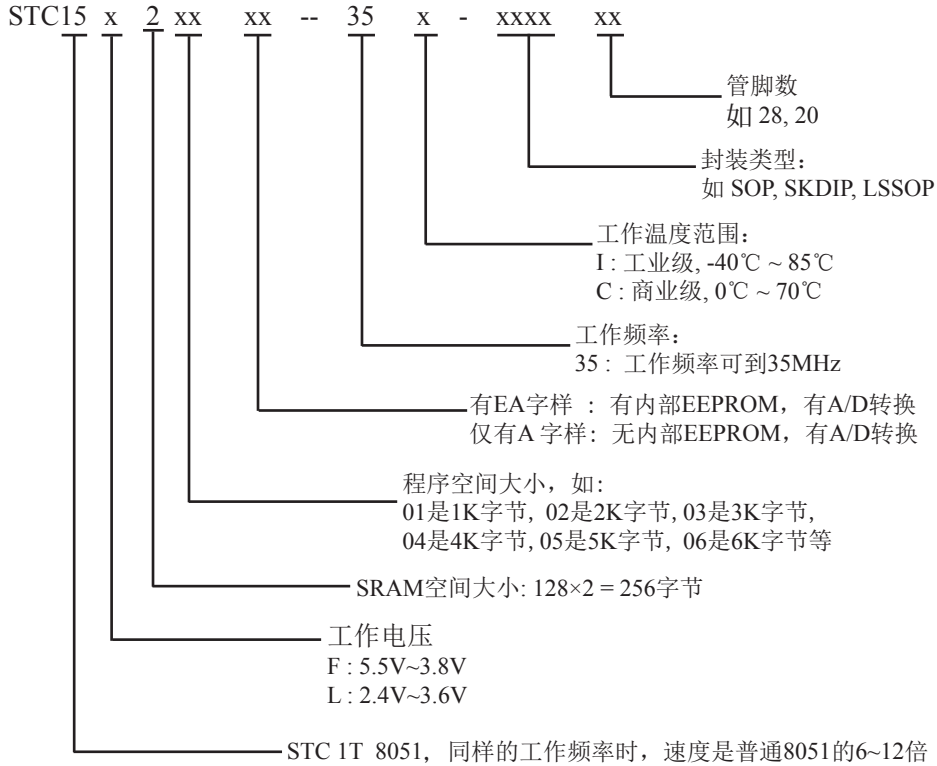 STC15 x 2 xx xx -- 35 x - xxxx xx
管脚数
如 28, 20
封装类型：
如 SOP, SKDIP, LSSOP
工作温度范围：
I : 工业级, -40℃ ~ 85℃
C : 商业级, 0℃ ~ 70℃
工作频率：
35 : 工作频率可到35MHz
有EA字样 ： 有内部EEPROM，有A/D转换
仅有A 字样：无内部EEPROM，有A/D转换
程序空间大小，如：
01是1K字节, 02是2K字节, 03是3K字节,
04是4K字节, 05是5K字节, 06是6K字节等
SRAM空间大小: 128×2 = 256字节
工作电压
F : 5.5V~3.8V
L : 2.4V~3.6V
STC 1T 8051，同样的工作频率时，速度是普通8051的6~12倍